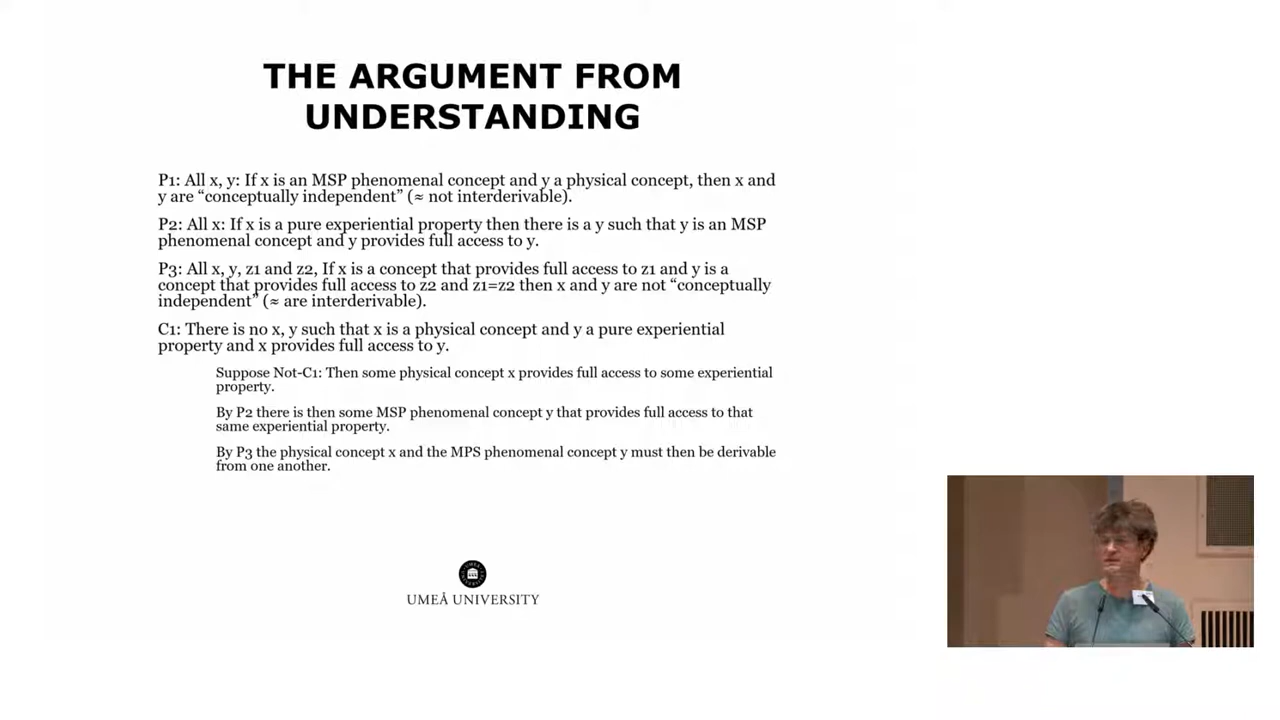 THE ARGUMENT FROM
UNDERSTANDING
P1: All x, y: If x is an MSP phenomenal concept and y a physical concept, then x and
y are “conceptually independent” (≈ not interderivable).
P2: All x: If x is a pure experiential property then there is a y such that y is an MSP
phenomenal concept and y provides full access to y.
P3: All x, y, z1 and z2, If x is a concept that provides full access to z1 and y is a
concept that provides full access to z2 and z1=z2 then x and y are not “conceptually
independent” (≈ are interderivable).
C1: There is no x, y such that x is a physical concept and y a pure experiential
property and x provides full access to y.
Suppose Not-C1: Then some physical concept x provides full access to some experiential
property.
By P2 there is then some MSP phenomenal concept y that provides full access to that
same experiential property.
By P3 the physical concept x and the MPS phenomenal concept y must then be derivable
from one another.
UMEÅ UNIVERSITY